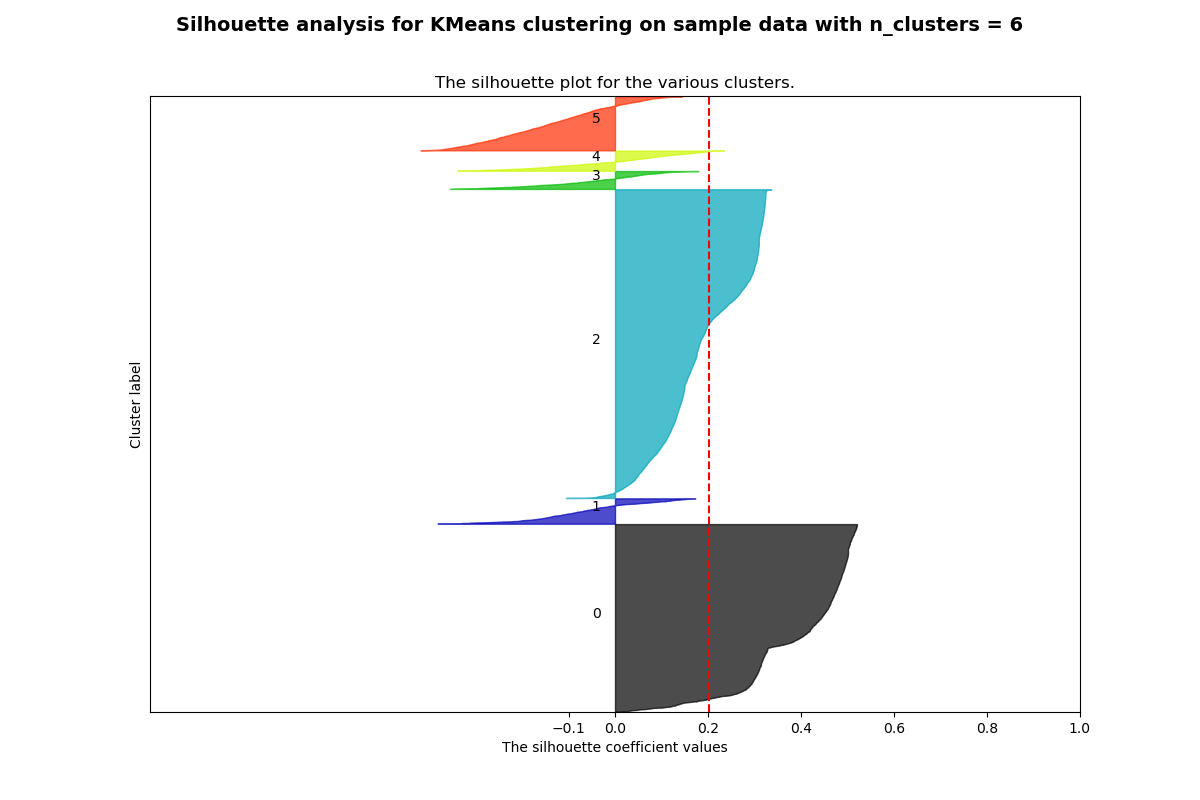 Silhouette analysis for KMeans clustering on sample data with n_clusters = 6
The silhouette plot for the various clusters.
5
4
3
2
1
0
Cluster label
−0.1 0.0 0.2 0.4 0.6 0.8 1.0
The silhouette coefficient values